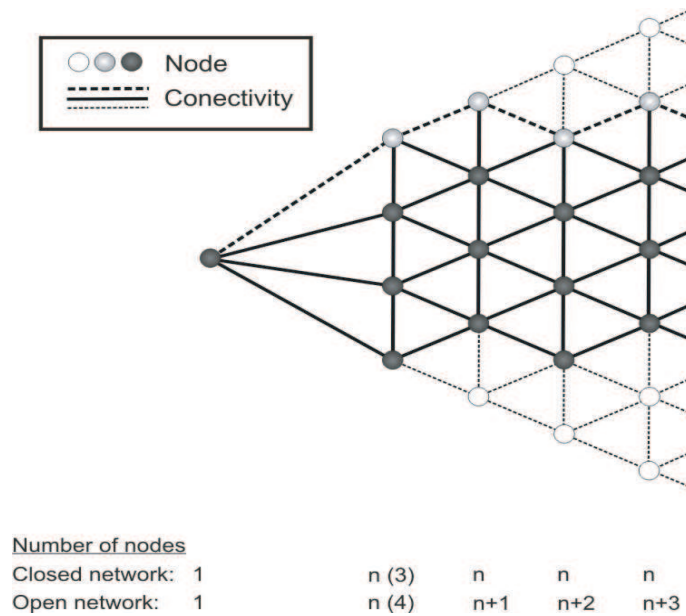 Node
Conectivity
Number of nodes
Closed network: 1 n (3) n n n
Open network: 1 n (4) n+1 n+2 n+3